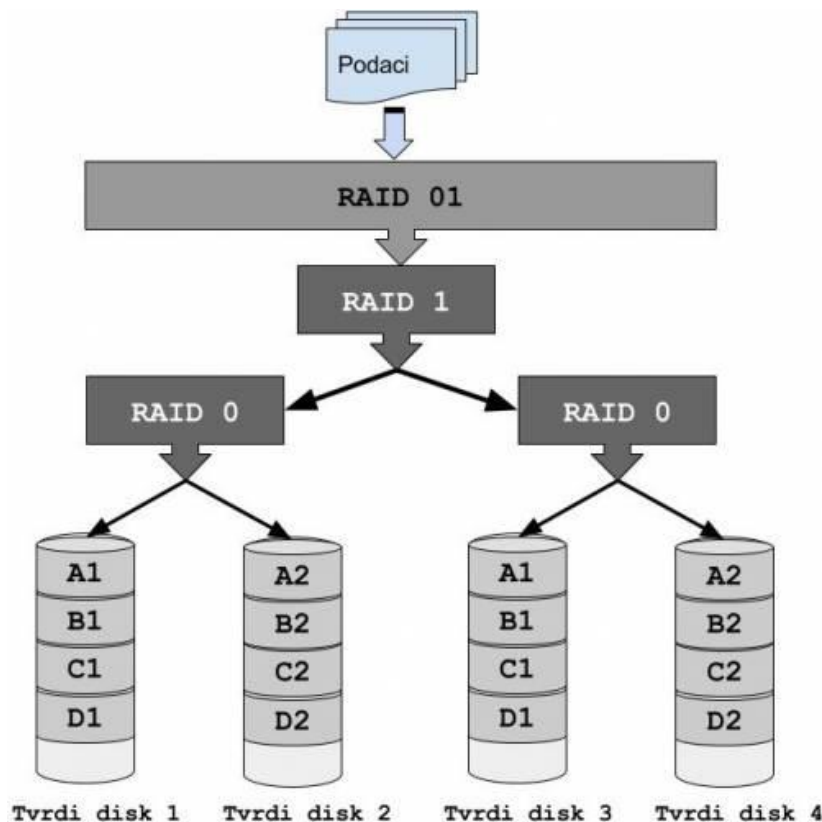 Podaci
RAID 01
RAID 1
RAID 0 RAID 0
A1 A2 A1 A2
B1 B2 B1 B2
C1 C2 C1 C2
D1 D2 D1 D2
Tvrdi disk 1 Tvrdi disk 2 Tvrdi disk 3 Tvrdi disk 4